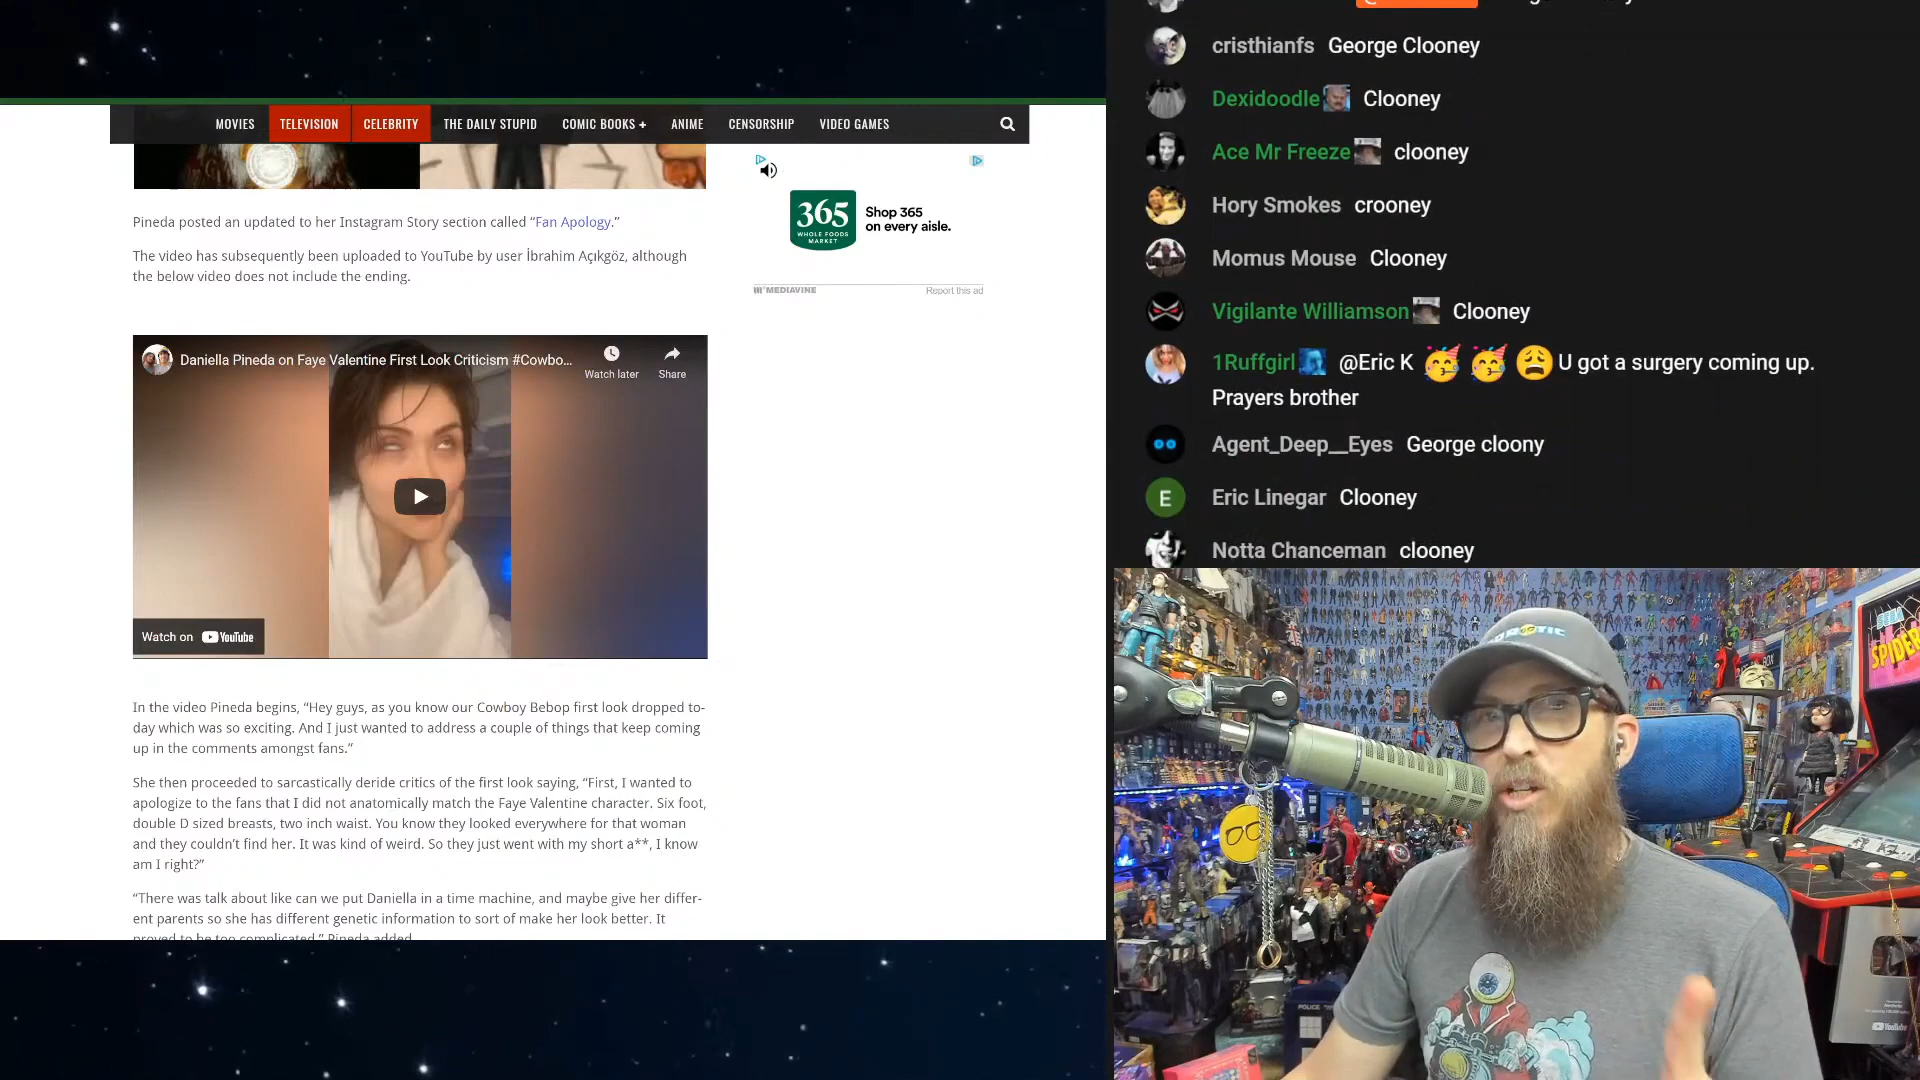 MOVIES TELEVISION CELEBRITY THE DAILY STUPID COMIC BOOKS + ANIME CENSORSHIP VIDEO GAMES
Pineda posted an updated to her Instagram Story section called “Fan Apology.”
The video has subsequently been uploaded to YouTube by user İbrahim Açıkgöz, although
the below video does not include the ending.
Daniella Pineda on Faye Valentine First Look Criticism #Cowbo...
Watch later
Share
Watch on YouTube
In the video Pineda begins, “Hey guys, as you know our Cowboy Bebop first look dropped to-
day which was so exciting. And I just wanted to address a couple of things that keep coming
up in the comments amongst fans.”
She then proceeded to sarcastically deride critics of the first look saying, “First, I wanted to
apologize to the fans that I did not anatomically match the Faye Valentine character. Six foot,
double D sized breasts, two inch waist. You know they looked everywhere for that woman
and they couldn’t find her. It was kind of weird. So they just went with my short a**, I know
am I right?”
“There was talk about like can we put Daniella in a time machine, and maybe give her differ-
ent parents so she has different genetic information to sort of make her look better. It
proved to be too complicated,” Pineda added.
365
WHOLE FOODS
MARKET
Shop 365
on every aisle.
MEDIAVINE
Report this ad
cristhianfs George Clooney
Dexidoodle Clooney
Ace Mr Freeze clooney
Hory Smokes crooney
Momus Mouse Clooney
Vigilante Williamson Clooney
1Ruffgirl @Eric K 🥳 🥳 😩 U got a surgery coming up.
Prayers brother
Agent_Deep__Eyes George cloony
E
Eric Linegar Clooney
Notta Chanceman clooney
SEGA
SPIDER
POLICE
YouTube